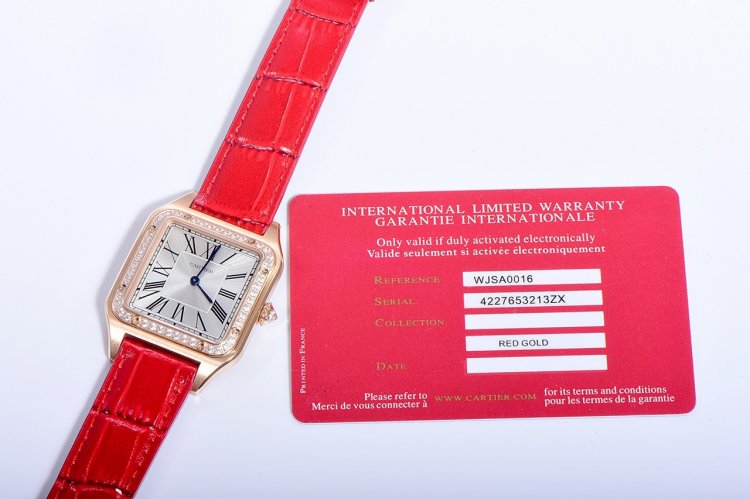 CARTIER
INTERNATIONAL LIMITED WARRANTY
GARANTIE INTERNATIONALE
Only valid if duly activated electronically
Valide seulement si activée électroniquement
REFERENCE WJSA0016
SERIAL: 4227653213ZX
COLLECTION:
RED GOLD
DATE
Please refer to
Merci de vous connecter à
WWW.CARTIER.COM
for its terms and conditions
pour les termes de la garantie
PRINTED IN FRANCE